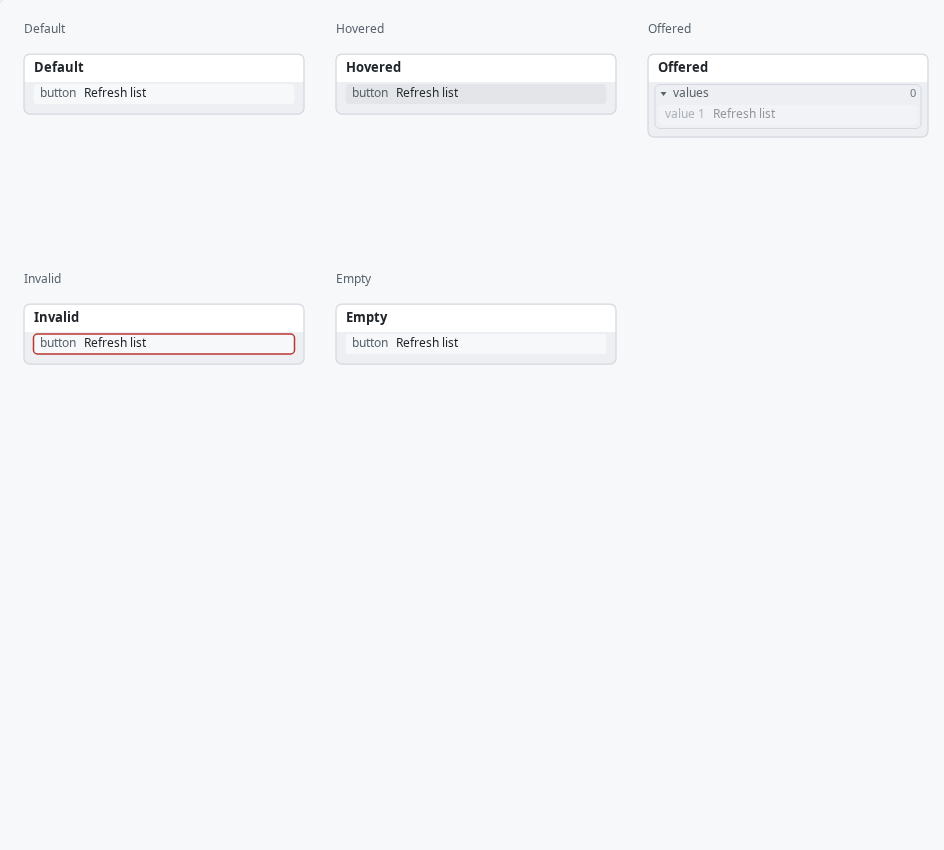 Default
Hovered
Offered
Default
button Refresh list
Hovered
button Refresh list
Offered
values 0
value 1 Refresh list
Invalid
Empty
Invalid
button Refresh list
Empty
button Refresh list